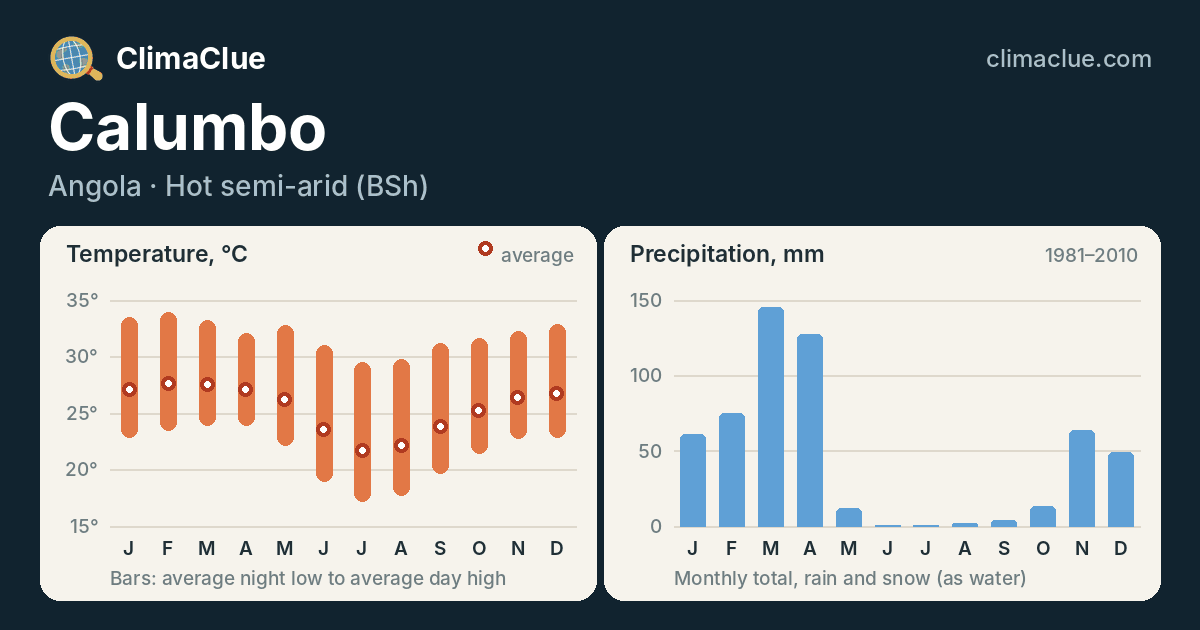 ClimaClue
climaclue.com
Calumbo
Angola · Hot semi-arid (BSh)
Temperature, °C
average
35°
30°
25°
20°
15°
J F M A M J J A S O N D
Bars: average night low to average day high
Precipitation, mm
1981–2010
150
100
50
0
J F M A M J J A S O N D
Monthly total, rain and snow (as water)